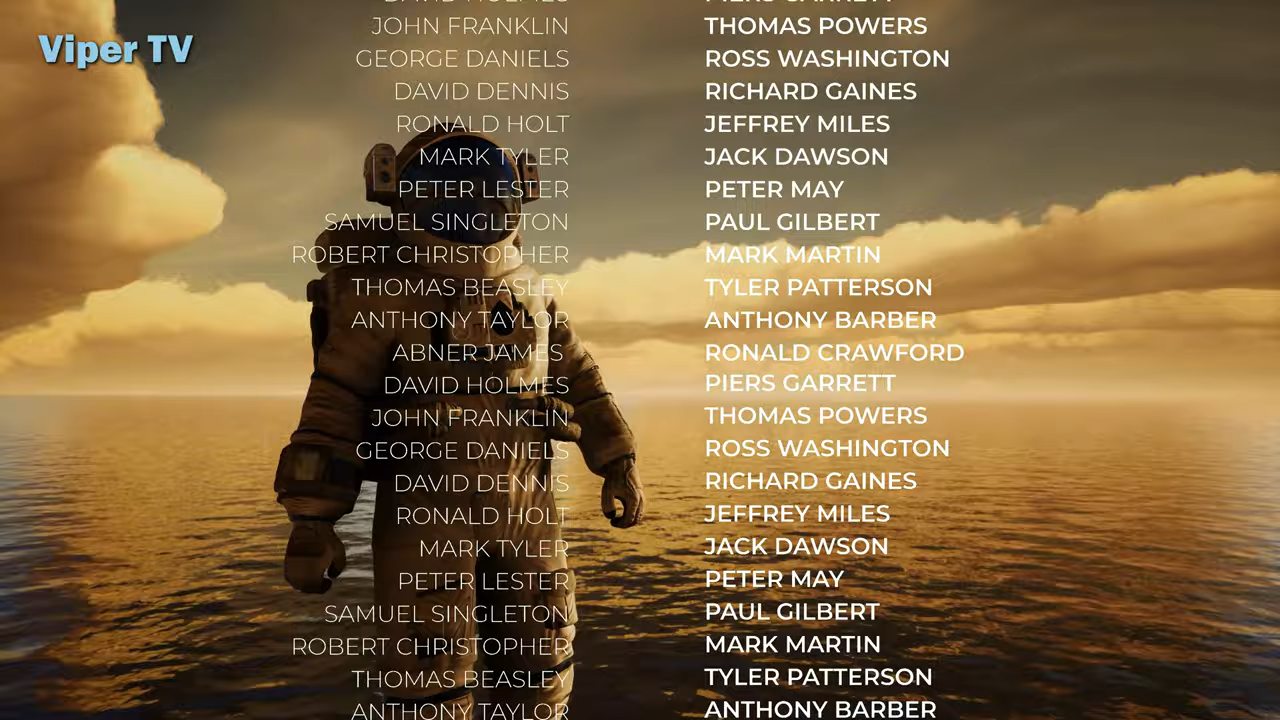 DAVID HOLMES PIERS GARRETT
Viper TV
JOHN FRANKLIN THOMAS POWERS
GEORGE DANIELS ROSS WASHINGTON
DAVID DENNIS RICHARD GAINES
RONALD HOLT JEFFREY MILES
MARK TYLER JACK DAWSON
PETER LESTER PETER MAY
SAMUEL SINGLETON PAUL GILBERT
ROBERT CHRISTOPHER MARK MARTIN
THOMAS BEASLEY TYLER PATTERSON
ANTHONY TAYLOR ANTHONY BARBER
ABNER JAMES RONALD CRAWFORD
DAVID HOLMES PIERS GARRETT
JOHN FRANKLIN THOMAS POWERS
GEORGE DANIELS ROSS WASHINGTON
DAVID DENNIS RICHARD GAINES
RONALD HOLT JEFFREY MILES
MARK TYLER JACK DAWSON
PETER LESTER PETER MAY
SAMUEL SINGLETON PAUL GILBERT
ROBERT CHRISTOPHER MARK MARTIN
THOMAS BEASLEY TYLER PATTERSON
ANTHONY TAYLOR ANTHONY BARBER